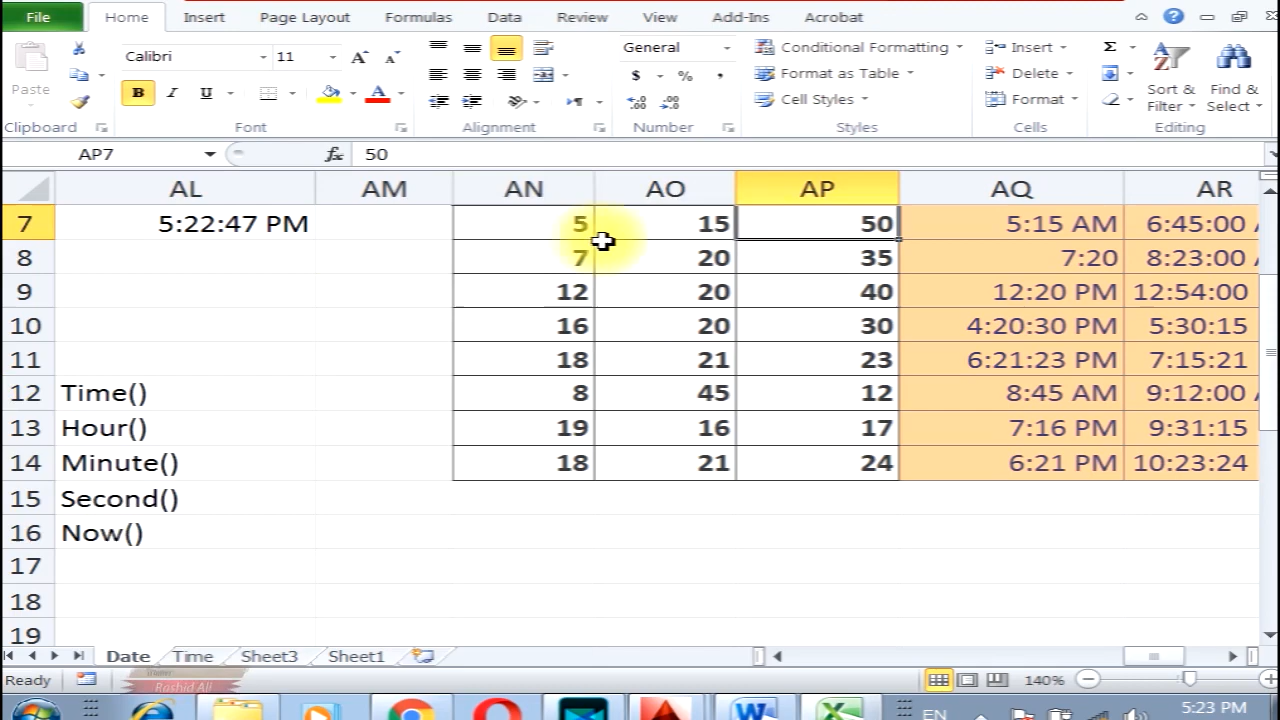 File Home Insert Page Layout Formulas Data Review View Add-Ins Acrobat
Calibri 11 General Conditional Formatting Insert Σ
Paste B I U $ % , Format as Table Delete Sort & Find &
Cell Styles Format Filter Select
Clipboard Font Alignment Number Styles Cells Editing
AP7 fx 50
AL AM AN AO AP AQ AR
7 5:22:47 PM 5 15 50 5:15 AM 6:45:00
8 7 20 35 7:20 8:23:00
9 12 20 40 12:20 PM 12:54:00
10 16 20 30 4:20:30 PM 5:30:15
11 18 21 23 6:21:23 PM 7:15:21
12 Time() 8 45 12 8:45 AM 9:12:00
13 Hour() 19 16 17 7:16 PM 9:31:15
14 Minute() 18 21 24 6:21 PM 10:23:24
15 Second()
16 Now()
17
18
19
Date Time Sheet3 Sheet1
Ready Rashid Ali 140%
EN 5:23 PM